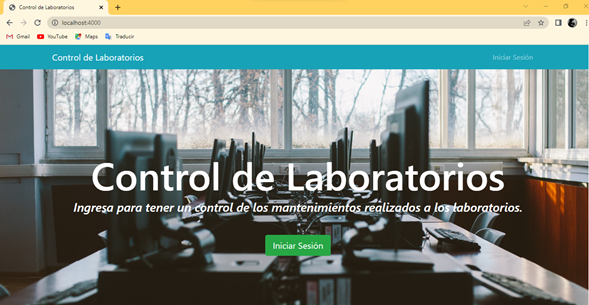 Control de Laboratorios
localhost:4000
Gmail YouTube Maps Traducir
Control de Laboratorios Iniciar Sesión
Control de Laboratorios
Ingresa para tener un control de los mantenimientos realizados a los laboratorios.
Iniciar Sesión